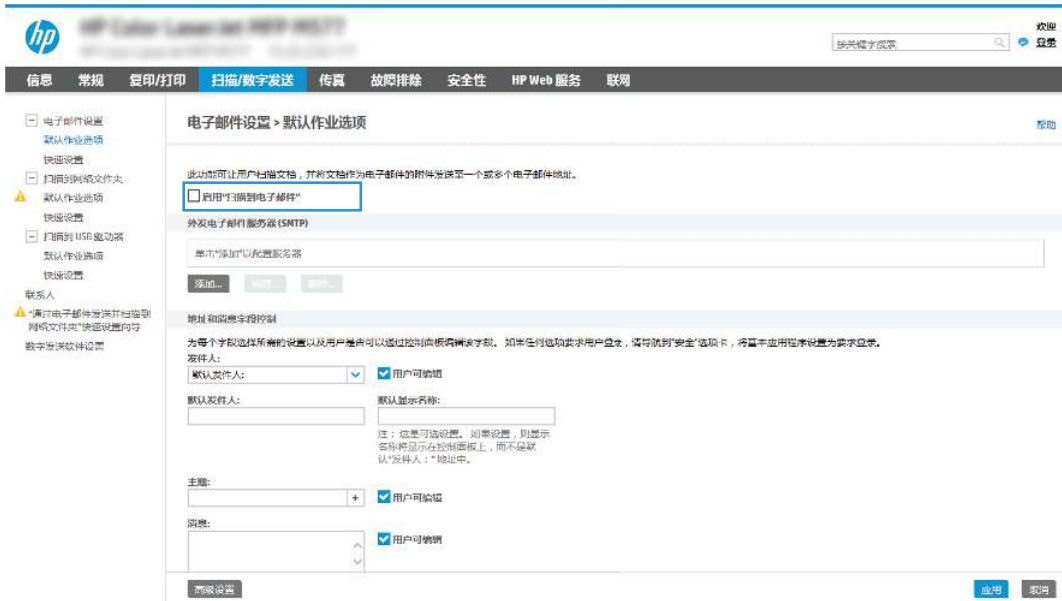 hp
欢迎
按关键字搜索
登录
信息 常规 复印/打印 扫描/数字发送 传真 故障排除 安全性 HP Web 服务 联网
电子邮件设置
默认作业选项
快速设置
扫描到网络文件夹
默认作业选项
快速设置
扫描到 USB 驱动器
默认作业选项
快速设置
联系人
"通过电子邮件发送并扫描到
网络文件夹"快速设置向导
数字发送软件设置
电子邮件设置 > 默认作业选项
帮助
此功能可让用户扫描文档，并将文档作为电子邮件的附件发送至一个或多个电子邮件地址。
启用"扫描到电子邮件"
外发电子邮件服务器 (SMTP)
单击"添加"以配置服务器
添加...
地址和消息字段控制
为每个字段选择所需的设置以及用户是否可以通过控制面板编辑该字段。 如果任何选项要求用户登录，请导航到"安全"选项卡，将基本应用程序设置为要求登录。
发件人:
默认发件人: 用户可编辑
默认发件人: 默认显示名称:
注： 这是可选设置。 如果设置，则显示
名称将显示在控制面板上，而不是默
认"发件人："地址中。
主题:
+ 用户可编辑
消息:
用户可编辑
高级设置 应用 取消